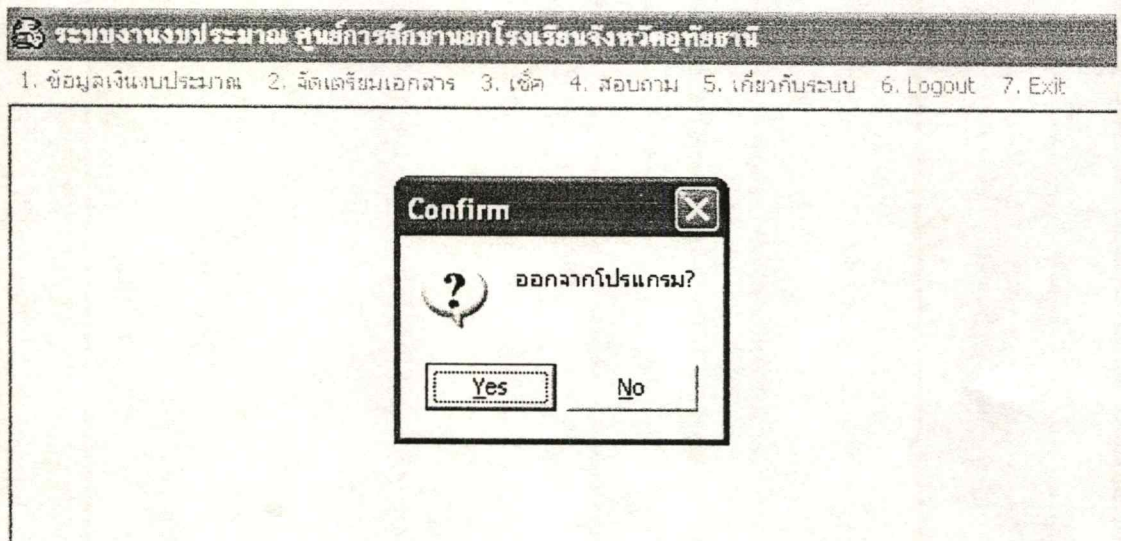 ระบบงานงบประมาณ ศูนย์การศึกษานอกโรงเรียนจังหวัดอุทัยธานี
1. ข้อมูลเงินงบประมาณ 2. จัดเตรียมเอกสาร 3. เช็ค 4. สอบถาม 5. เกี่ยวกับระบบ 6. Logout 7. Exit
Confirm
ออกจากโปรแกรม?
Yes No